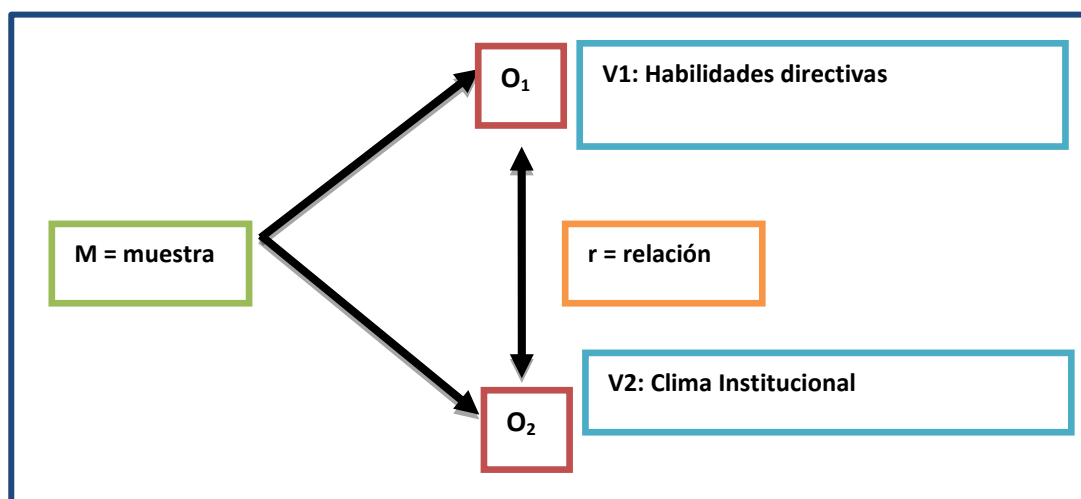 O₁
V1: Habilidades directivas
M = muestra
r = relación
V2: Clima Institucional
O₂